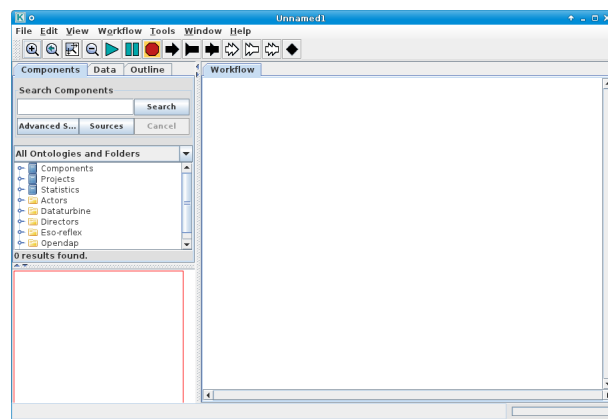 Unnamed1
File Edit View Workflow Tools Window Help
Components Data Outline Workflow
Search Components
Search
Advanced S... Sources Cancel
All Ontologies and Folders
Components
Projects
Statistics
Actors
Dataturbine
Directors
Eso-reflex
Opendap
0 results found.